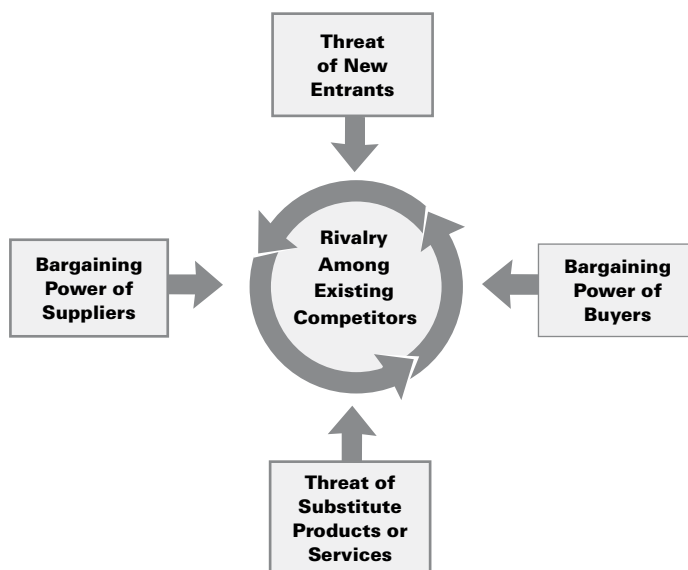 Threat
of New
Entrants
Bargaining
Power of
Suppliers
Rivalry
Among
Existing
Competitors
Bargaining
Power of
Buyers
Threat of
Substitute
Products or
Services